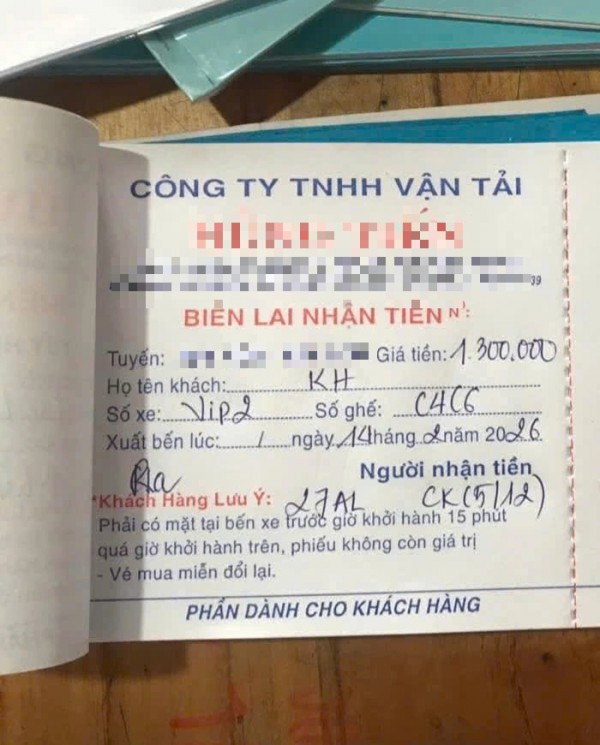 CÔNG TY TNHH VẬN TẢI
39
BIÊN LAI NHẬN TIỀN Nº:
Tuyến: Giá tiền: 1.300.000
Họ tên khách: KH
Số xe: Vip2 Số ghế: C4C6
Xuất bến lúc: / ngày 14 tháng 2 năm 2026
Ra Người nhận tiền
*Khách Hàng Lưu Ý: 27AL CK(5/12)
Phải có mặt tại bến xe trước giờ khởi hành 15 phút
quá giờ khởi hành trên, phiếu không còn giá trị
- Vé mua miễn đổi lại.
PHẦN DÀNH CHO KHÁCH HÀNG